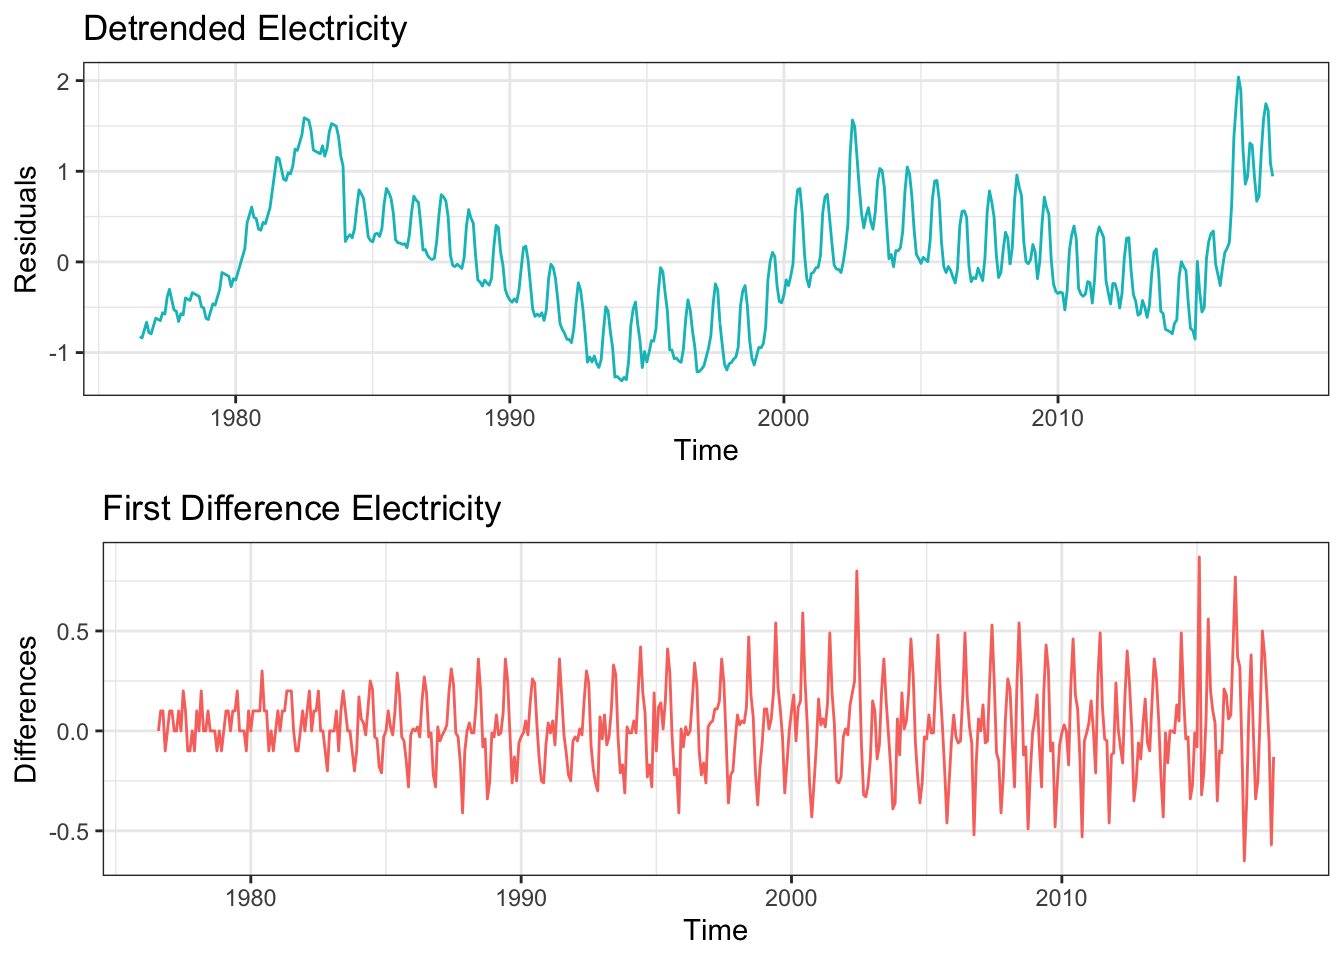 Detrended Electricity
2
1
0
-1
Residuals
1980 1990 2000 2010
Time
First Difference Electricity
0.5
0.0
-0.5
Differences
1980 1990 2000 2010
Time